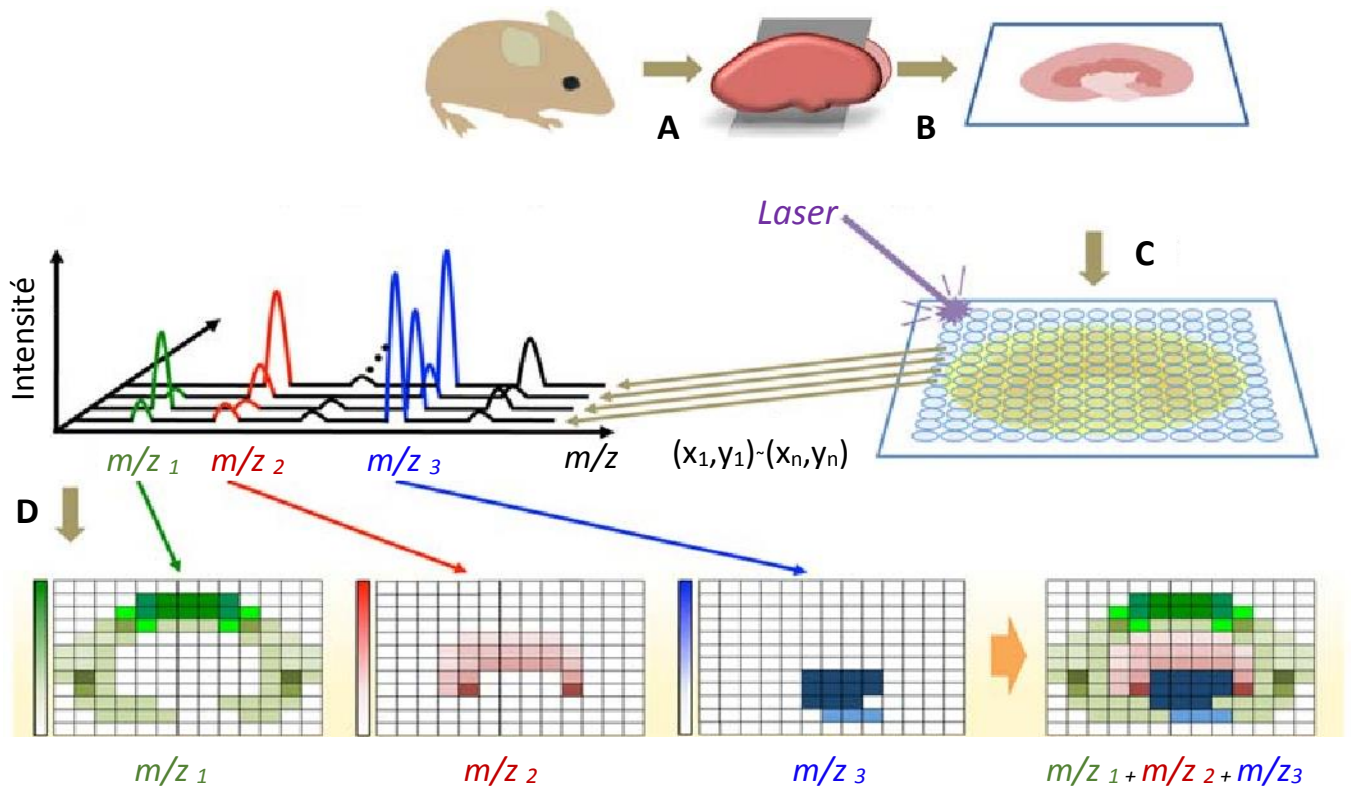 A
B
Laser
C
Intensité
m/z 1
m/z 2
m/z 3
m/z
(x1,y1)~(xn,yn)
D
m/z 1
m/z 2
m/z 3
m/z 1 + m/z 2 + m/z3